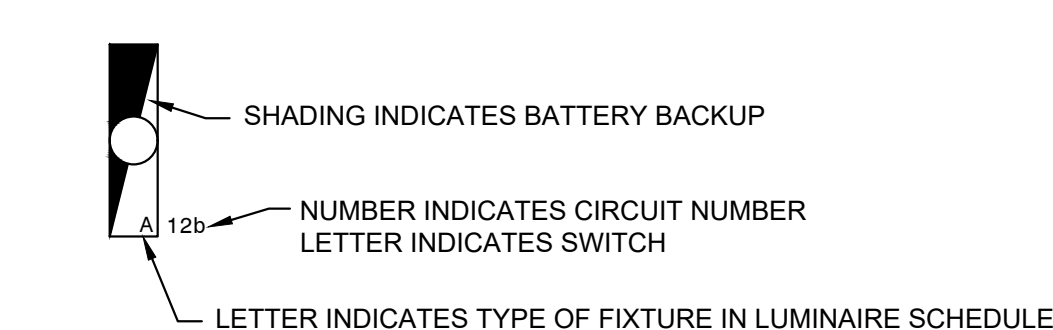 SHADING INDICATES BATTERY BACKUP
A 12b
NUMBER INDICATES CIRCUIT NUMBER
LETTER INDICATES SWITCH
LETTER INDICATES TYPE OF FIXTURE IN LUMINAIRE SCHEDULE